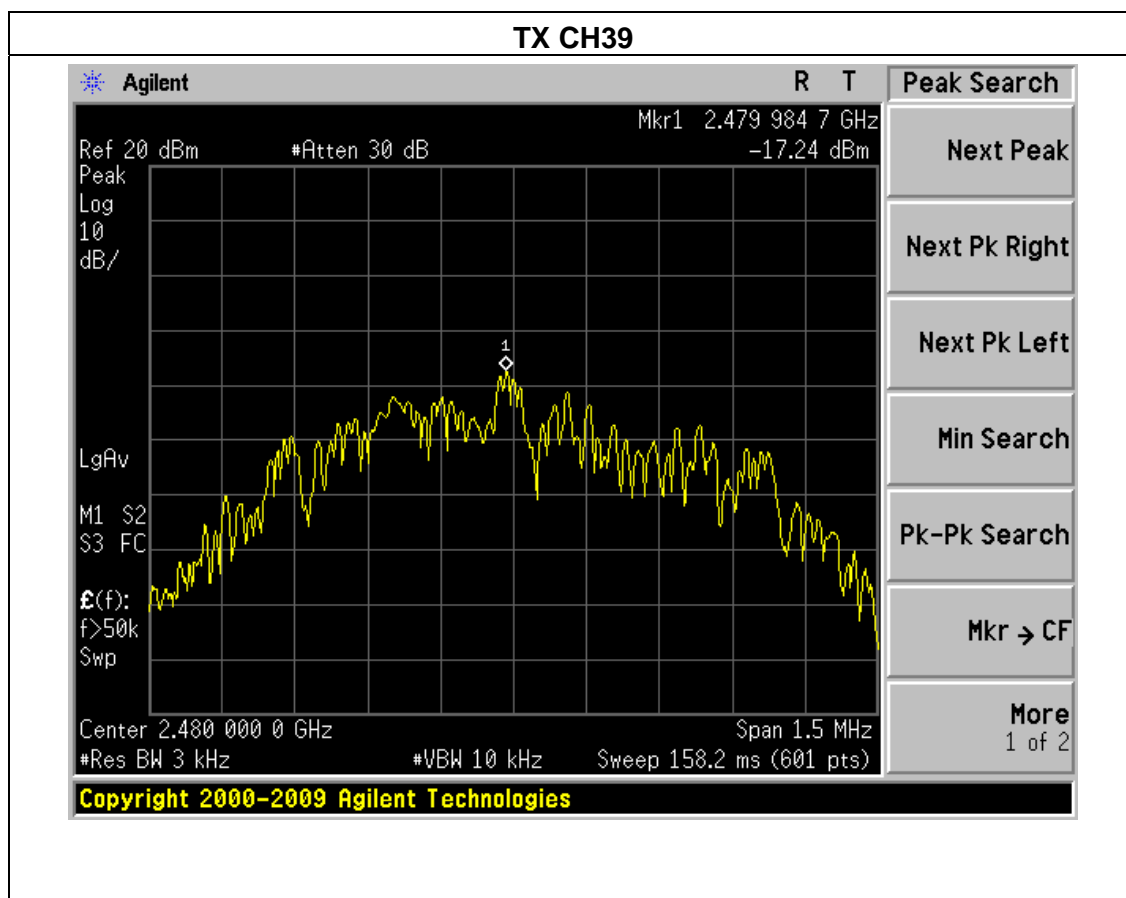 TX CH39
Agilent R T
Peak Search
Mkr1 2.479 984 7 GHz
Ref 20 dBm #Atten 30 dB -17.24 dBm
Peak
Log
10
dB/
1
LgAv
M1 S2
S3 FC
£(f):
f>50k
Swp
Center 2.480 000 0 GHz Span 1.5 MHz
#Res BW 3 kHz #VBW 10 kHz Sweep 158.2 ms (601 pts)
Next Peak
Next Pk Right
Next Pk Left
Min Search
Pk-Pk Search
Mkr → CF
More
1 of 2
Copyright 2000-2009 Agilent Technologies